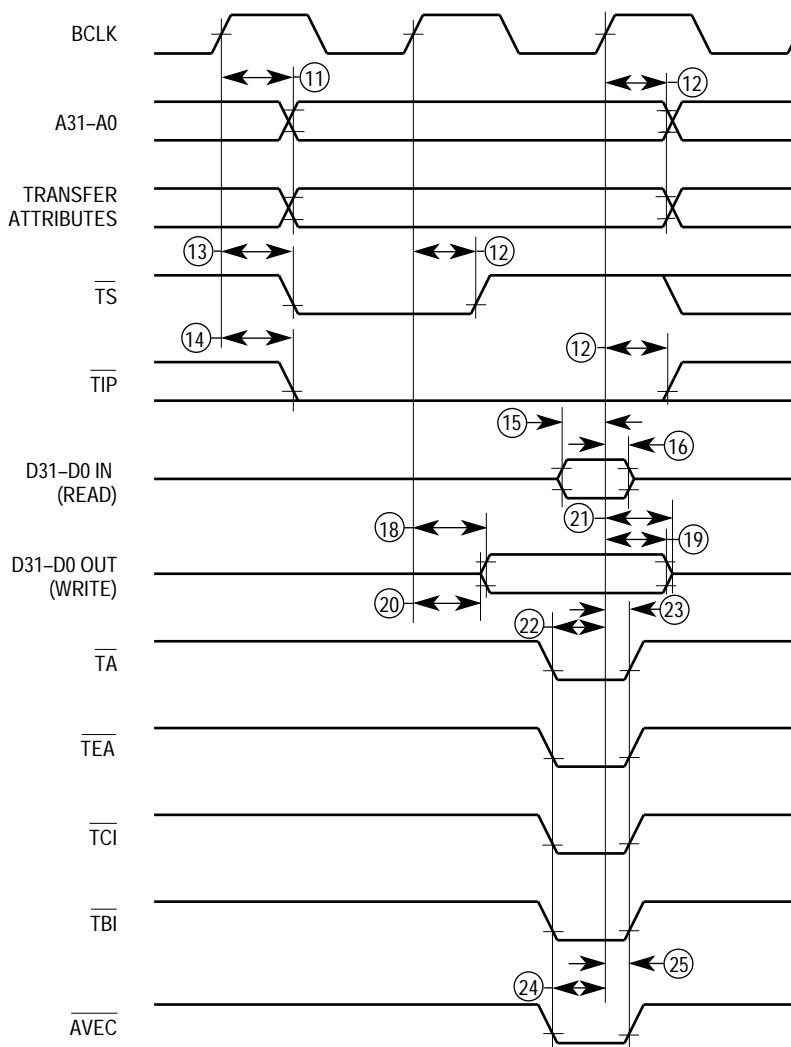 BCLK
11
12
A31–A0
TRANSFER
ATTRIBUTES
13
12
TS
14
12
TIP
15
16
D31–D0 IN
(READ)
21
18
19
D31–D0 OUT
(WRITE)
20
23
22
TA
TEA
TCI
TBI
25
24
AVEC